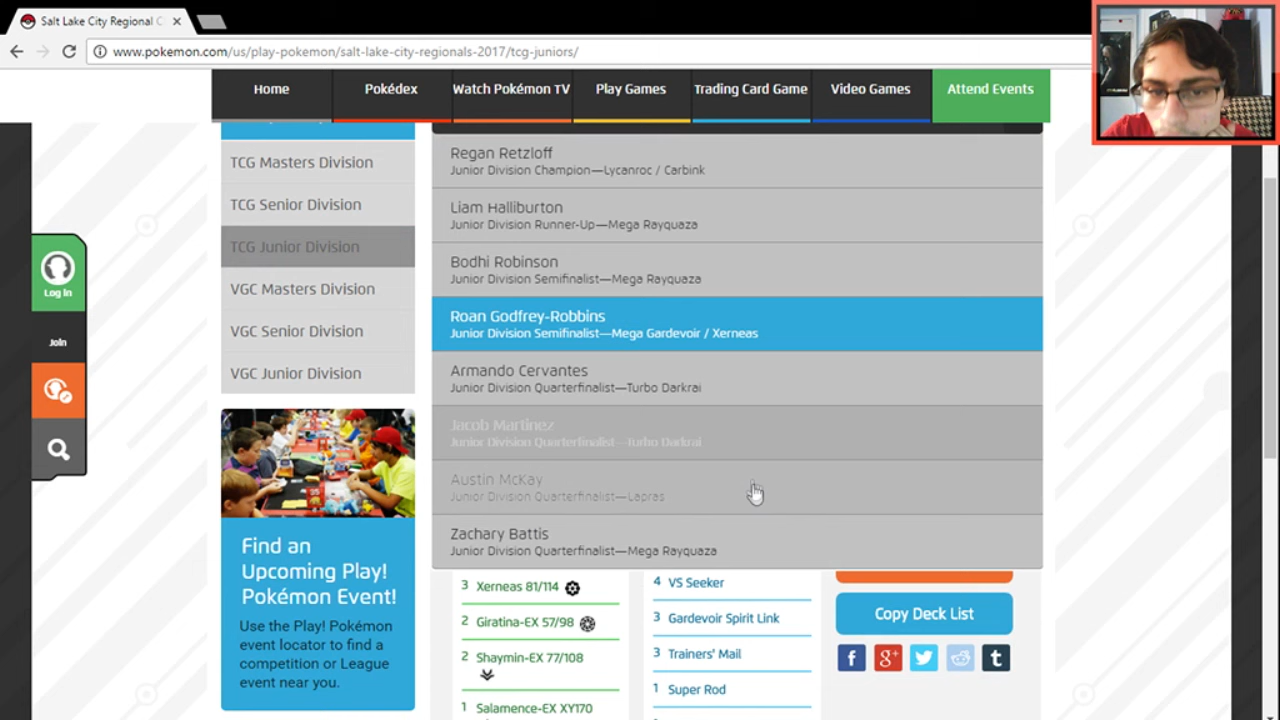 Salt Lake City Regional C
www.pokemon.com/us/play-pokemon/salt-lake-city-regionals-2017/tcg-juniors/
Home
Pokédex
Watch Pokémon TV
Play Games
Trading Card Game
Video Games
Attend Events
TCG Masters Division
TCG Senior Division
TCG Junior Division
VGC Masters Division
VGC Senior Division
VGC Junior Division
Log in
Join
Regan Retzloff
Junior Division Champion—Lycanroc / Carbink
Liam Halliburton
Junior Division Runner-Up—Mega Rayquaza
Bodhi Robinson
Junior Division Semifinalist—Mega Rayquaza
Roan Godfrey-Robbins
Junior Division Semifinalist—Mega Gardevoir / Xerneas
Armando Cervantes
Junior Division Quarterfinalist—Turbo Darkrai
Jacob Martinez
Junior Division Quarterfinalist—Turbo Darkrai
Austin McKay
Junior Division Quarterfinalist—Lapras
Zachary Battis
Junior Division Quarterfinalist—Mega Rayquaza
Find an
Upcoming Play!
Pokémon Event!
Use the Play! Pokémon
event locator to find a
competition or League
event near you.
3 Xerneas 81/114
2 Giratina-EX 57/98
2 Shaymin-EX 77/108
1 Salamence-EX XY170
4 VS Seeker
3 Gardevoir Spirit Link
3 Trainers' Mail
1 Super Rod
Copy Deck List